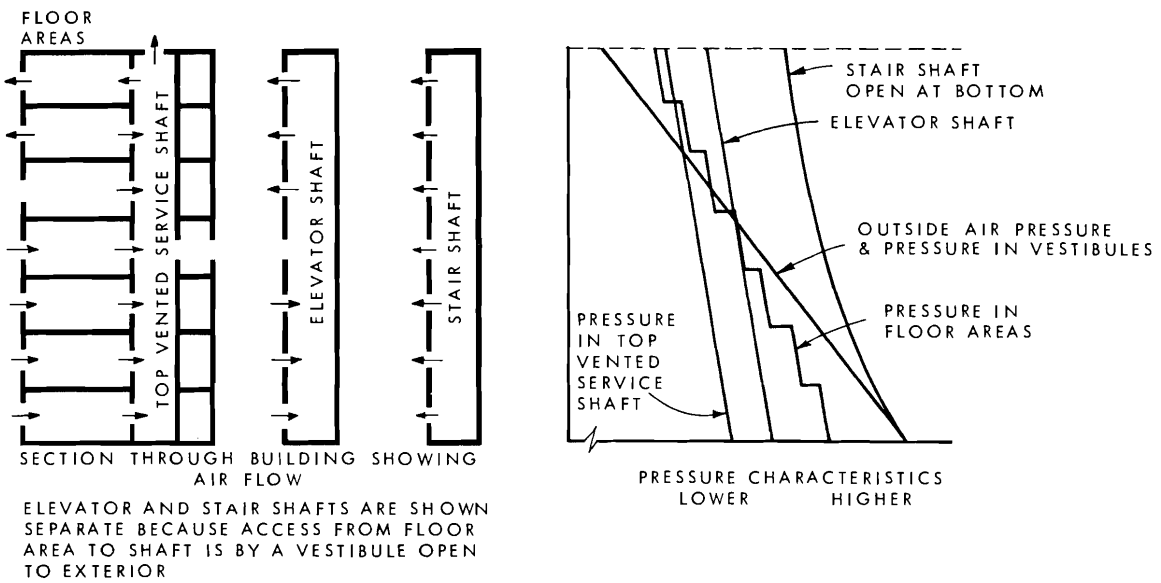 FLOOR
AREAS
TOP VENTED SERVICE SHAFT
ELEVATOR SHAFT
STAIR SHAFT
SECTION THROUGH BUILDING SHOWING
AIR FLOW
ELEVATOR AND STAIR SHAFTS ARE SHOWN
SEPARATE BECAUSE ACCESS FROM FLOOR
AREA TO SHAFT IS BY A VESTIBULE OPEN
TO EXTERIOR
STAIR SHAFT
OPEN AT BOTTOM
ELEVATOR SHAFT
OUTSIDE AIR PRESSURE
& PRESSURE IN VESTIBULES
PRESSURE IN
FLOOR AREAS
PRESSURE
IN TOP
VENTED
SERVICE
SHAFT
PRESSURE CHARACTERISTICS
LOWER HIGHER